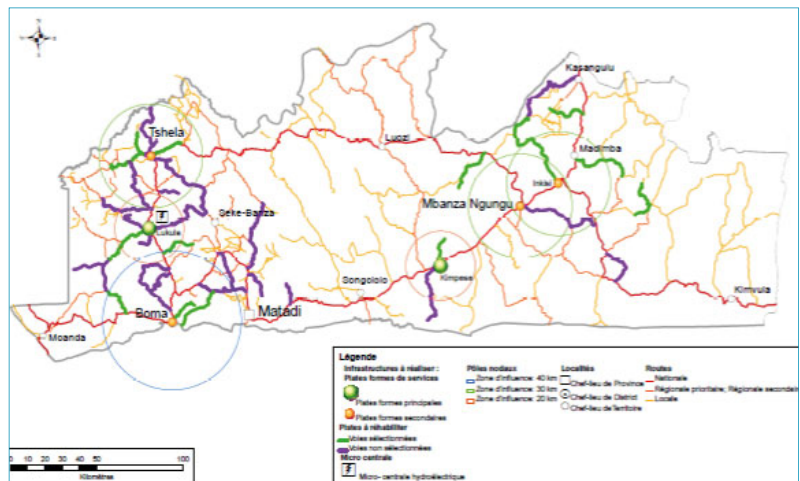 Kasangulu
Tshela
Luozi
Madimba
Inkisi
Mbanza Ngungu
Seke-Banza
Lukula
Kimpese
Songololo
Kimvula
Boma
Matadi
Moanda
Légende
Infrastructures à réaliser :
Plates formes de services
Plates formes principales
Plates formes secondaires
Pistes à réhabiliter
Voies sélectionnées
Voies non sélectionnées
Micro centrale
Micro- centrale hydroélectrique
Pôles nodaux
Zone d'influence: 40 km
Zone d'influence: 30 km
Zone d'influence: 20 km
Localités
Chef-lieu de Province
Chef-lieu de District
Chef-lieu de Territoire
Routes
Nationale
Régionale prioritaire; Régionale secondaire
Locale
0 10 20 30 40 50 100
Kilomètres